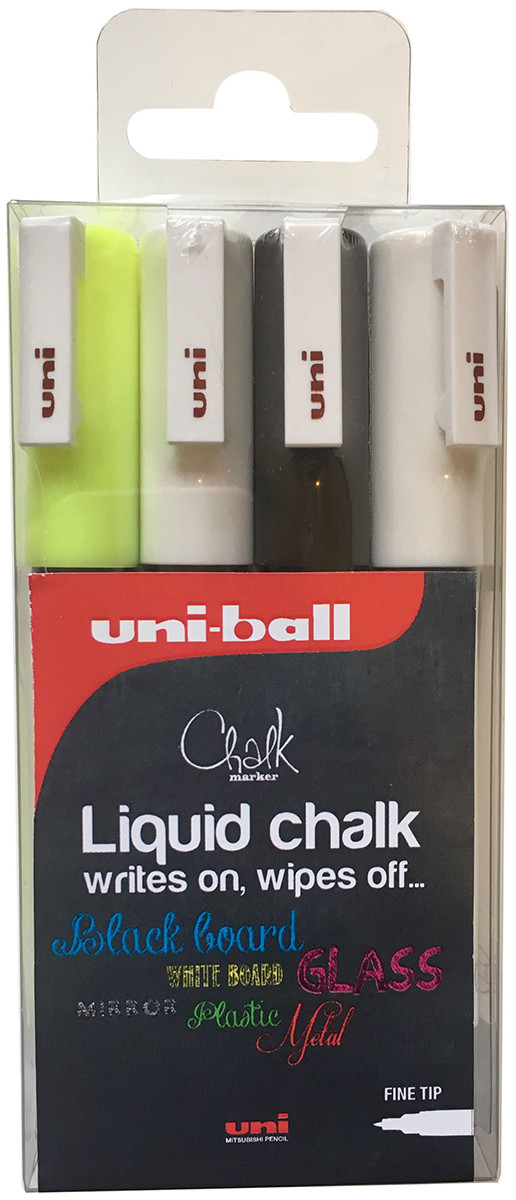 uni
uni
uni
uni
uni-ball
Chalk
marker
Liquid chalk
writes on, wipes off...
Black board
WHITE BOARD
GLASS
MIRROR
Plastic
Metal
FINE TIP
uni
MITSUBISHI PENCIL